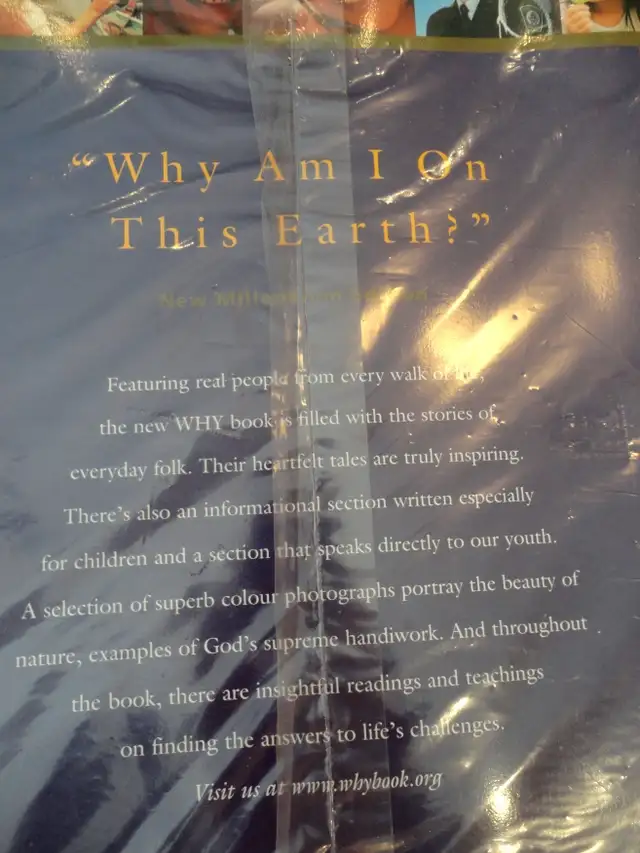 “Why Am I On
This Earth?”
New Millennium Edition
Featuring real people from every walk of life,
the new WHY book is filled with the stories of
everyday folk. Their heartfelt tales are truly inspiring.
There’s also an informational section written especially
for children and a section that speaks directly to our youth.
A selection of superb colour photographs portray the beauty of
nature, examples of God’s supreme handiwork. And throughout
the book, there are insightful readings and teachings
on finding the answers to life’s challenges.
Visit us at www.whybook.org